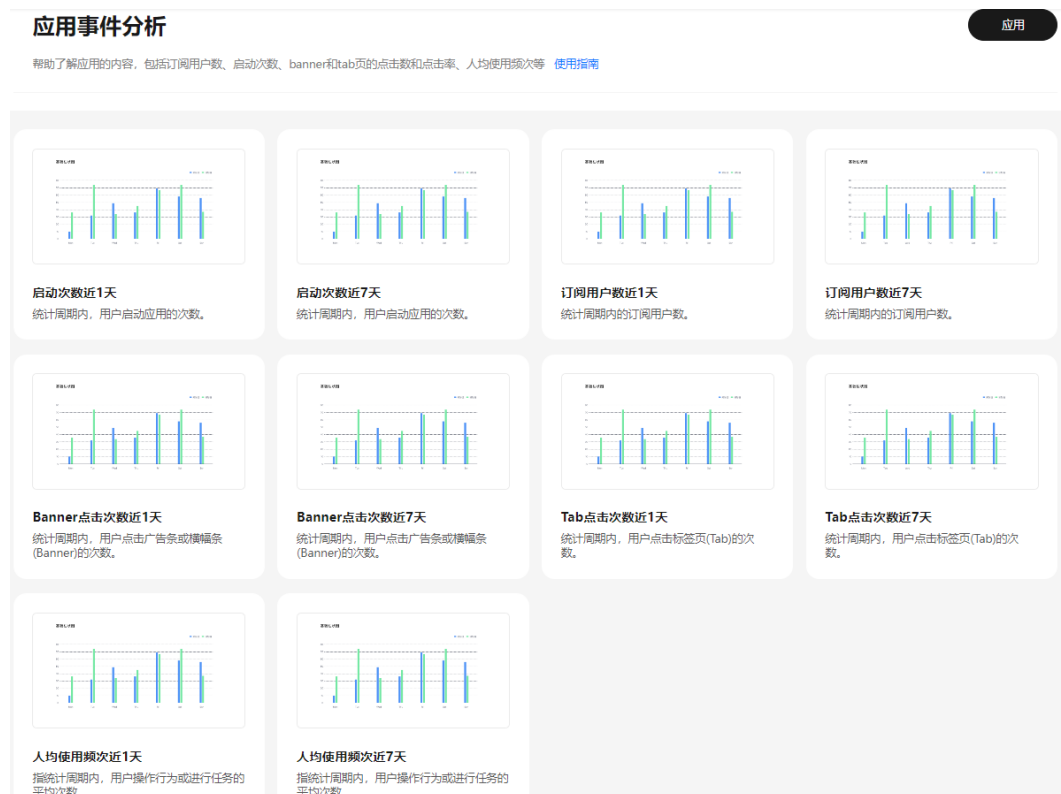 应用事件分析
应用
帮助了解应用的内容，包括订阅用户数、启动次数、banner和tab页的点击数和点击率、人均使用频次等 使用指南
启动次数近1天
统计周期内，用户启动应用的次数。
启动次数近7天
统计周期内，用户启动应用的次数。
订阅用户数近1天
统计周期内的订阅用户数。
订阅用户数近7天
统计周期内的订阅用户数。
Banner点击次数近1天
统计周期内，用户点击广告条或横幅条
(Banner)的次数。
Banner点击次数近7天
统计周期内，用户点击广告条或横幅条
(Banner)的次数。
Tab点击次数近1天
统计周期内，用户点击标签页(Tab)的次
数。
Tab点击次数近7天
统计周期内，用户点击标签页(Tab)的次
数。
人均使用频次近1天
指统计周期内，用户操作行为或进行任务的
平均次数
人均使用频次近7天
指统计周期内，用户操作行为或进行任务的
平均次数